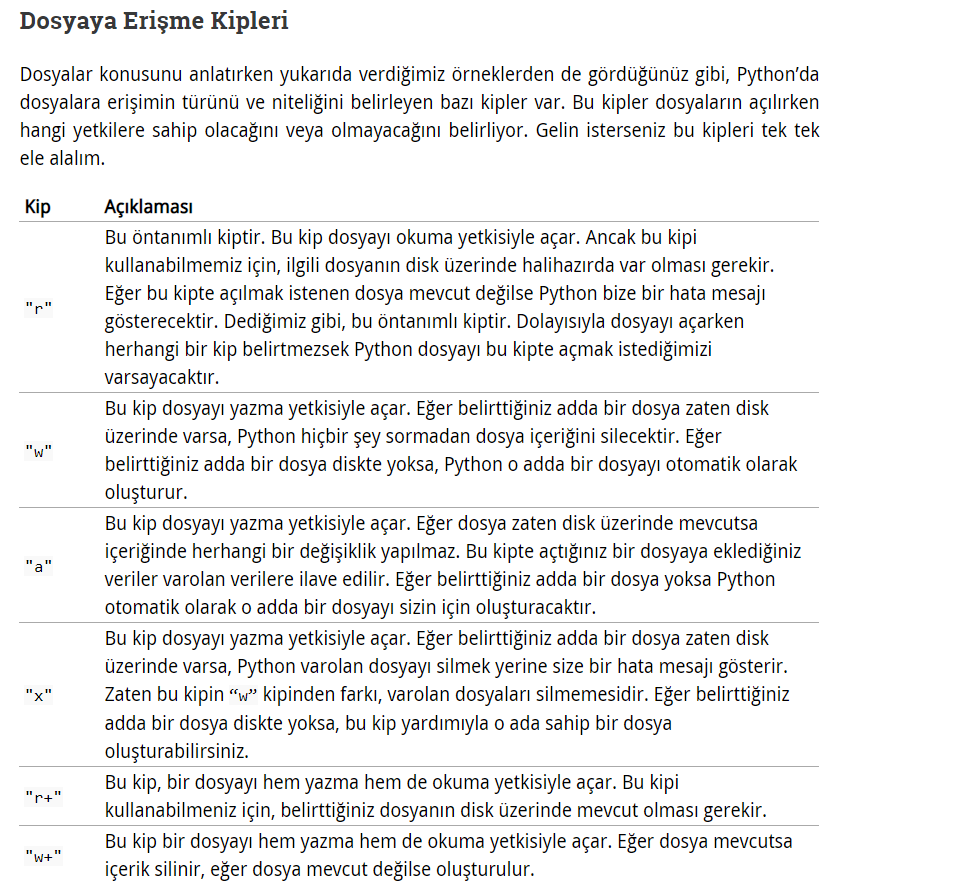 Dosyaya Erişme Kipleri
Dosyalar konusunu anlatırken yukarıda verdiğimiz örneklerden de gördüğünüz gibi, Python’da
dosyalara erişimin türünü ve niteliğini belirleyen bazı kipler var. Bu kipler dosyaların açılırken
hangi yetkilere sahip olacağını veya olmayacağını belirliyor. Gelin isterseniz bu kipleri tek tek
ele alalım.
Kip Açıklaması
Bu öntanımlı kiptir. Bu kip dosyayı okuma yetkisiyle açar. Ancak bu kipi
kullanabilmemiz için, ilgili dosyanın disk üzerinde halihazırda var olması gerekir.
Eğer bu kipte açılmak istenen dosya mevcut değilse Python bize bir hata mesajı
"r"
gösterecektir. Dediğimiz gibi, bu öntanımlı kiptir. Dolayısıyla dosyayı açarken
herhangi bir kip belirtmezsek Python dosyayı bu kipte açmak istediğimizi
varsayacaktır.
Bu kip dosyayı yazma yetkisiyle açar. Eğer belirttiğiniz adda bir dosya zaten disk
üzerinde varsa, Python hiçbir şey sormadan dosya içeriğini silecektir. Eğer
"w"
belirttiğiniz adda bir dosya diskte yoksa, Python o adda bir dosyayı otomatik olarak
oluşturur.
Bu kip dosyayı yazma yetkisiyle açar. Eğer dosya zaten disk üzerinde mevcutsa
içeriğinde herhangi bir değişiklik yapılmaz. Bu kipte açtığınız bir dosyaya eklediğiniz
"a"
veriler varolan verilere ilave edilir. Eğer belirttiğiniz adda bir dosya yoksa Python
otomatik olarak o adda bir dosyayı sizin için oluşturacaktır.
Bu kip dosyayı yazma yetkisiyle açar. Eğer belirttiğiniz adda bir dosya zaten disk
üzerinde varsa, Python varolan dosyayı silmek yerine size bir hata mesajı gösterir.
"x" Zaten bu kipin “w” kipinden farkı, varolan dosyaları silmemesidir. Eğer belirttiğiniz
adda bir dosya diskte yoksa, bu kip yardımıyla o ada sahip bir dosya
oluşturabilirsiniz.
Bu kip, bir dosyayı hem yazma hem de okuma yetkisiyle açar. Bu kipi
"r+"
kullanabilmeniz için, belirttiğiniz dosyanın disk üzerinde mevcut olması gerekir.
Bu kip bir dosyayı hem yazma hem de okuma yetkisiyle açar. Eğer dosya mevcutsa
"w+"
içerik silinir, eğer dosya mevcut değilse oluşturulur.